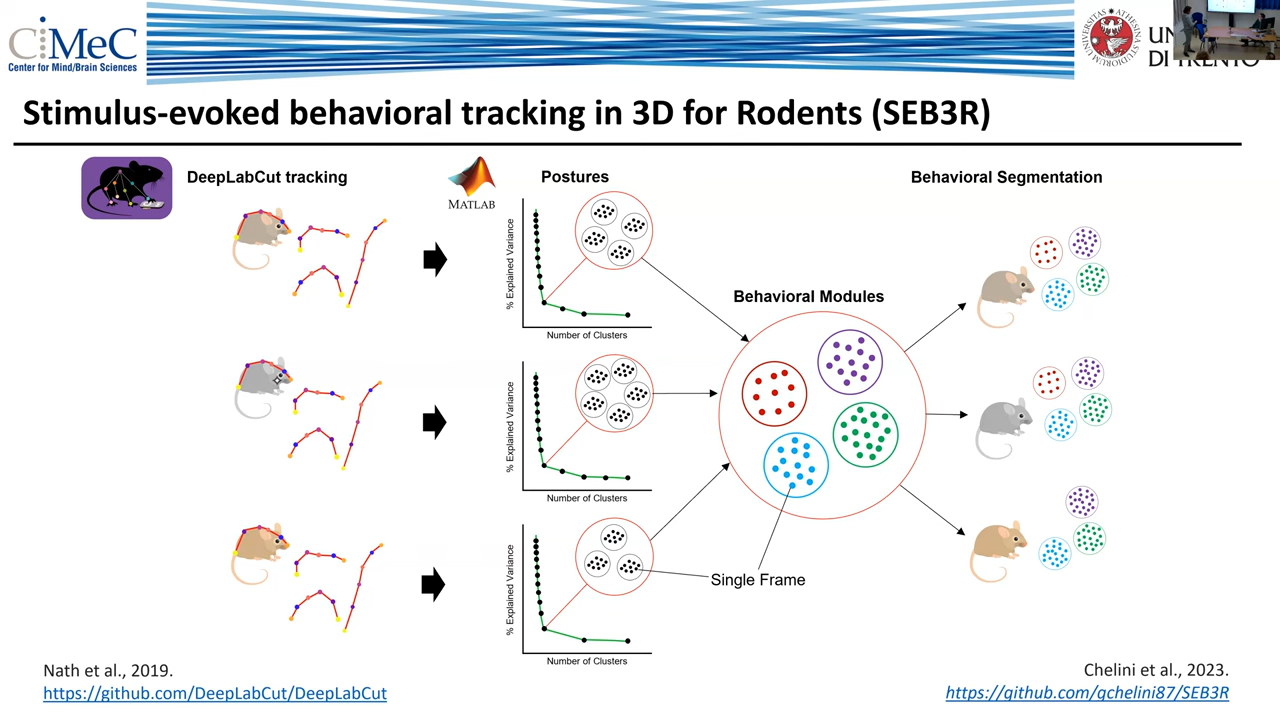 CiMeC
Center for Mind/Brain Sciences
UNIVERSITAS ATHESINA STUDIORUM
UN
DI TRENTO
Stimulus-evoked behavioral tracking in 3D for Rodents (SEB3R)
DeepLabCut tracking
MATLAB
Postures
Behavioral Segmentation
% Explained Variance
Number of Clusters
Behavioral Modules
% Explained Variance
Number of Clusters
% Explained Variance
Number of Clusters
Single Frame
Nath et al., 2019.
https://github.com/DeepLabCut/DeepLabCut
Chelini et al., 2023.
https://github.com/gchelini87/SEB3R